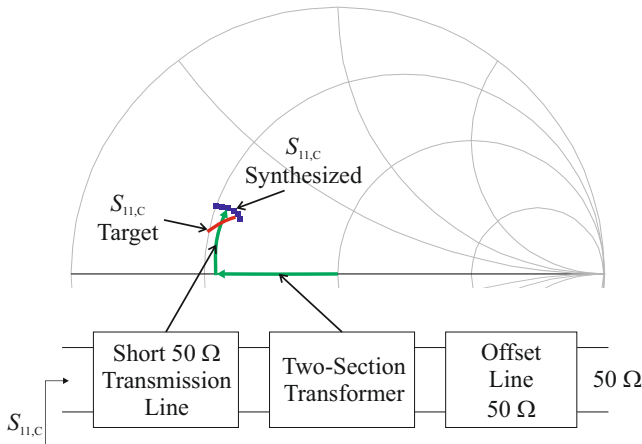 S11,C
Synthesized
S11,C
Target
Short 50 Ω
Transmission
Line
Two-Section
Transformer
Offset
Line
50 Ω
50 Ω
S11,C